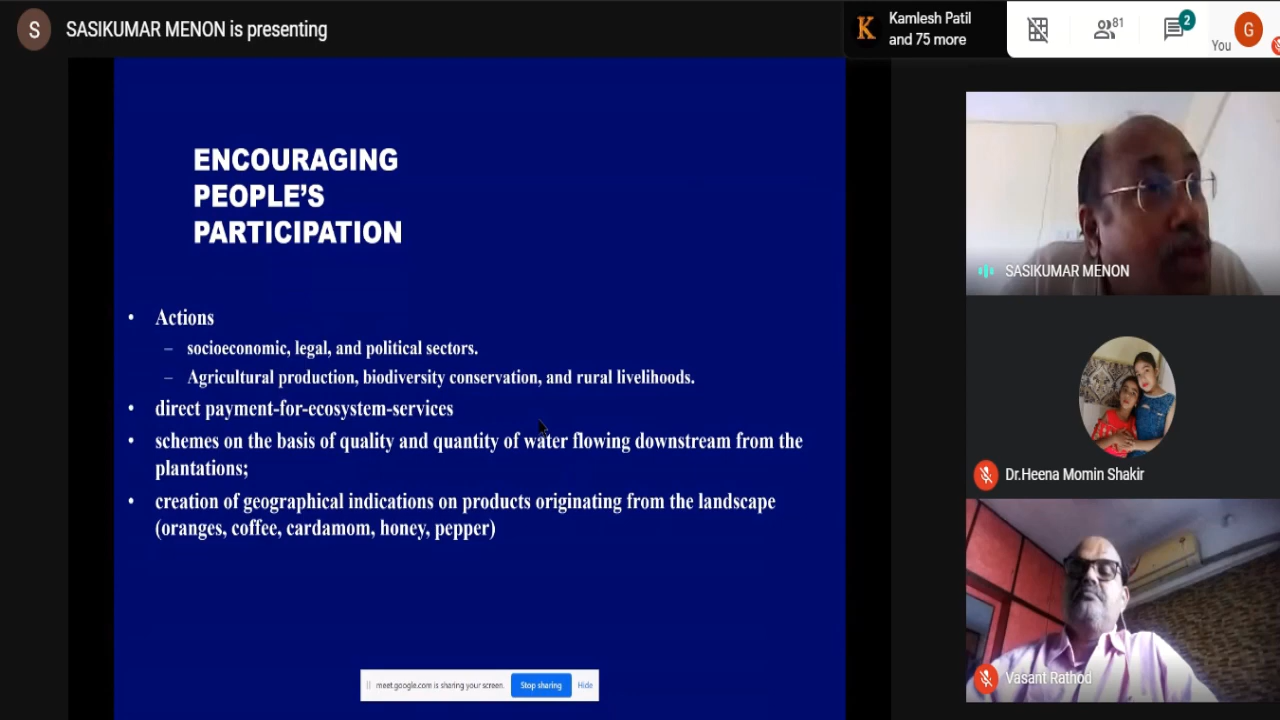 S
SASIKUMAR MENON is presenting
K
Kamlesh Patil
and 75 more
81
2
You
G
ENCOURAGING
PEOPLE'S
PARTICIPATION
• Actions
– socioeconomic, legal, and political sectors.
– Agricultural production, biodiversity conservation, and rural livelihoods.
• direct payment-for-ecosystem-services
• schemes on the basis of quality and quantity of water flowing downstream from the
plantations;
• creation of geographical indications on products originating from the landscape
(oranges, coffee, cardamom, honey, pepper)
meet.google.com is sharing your screen.
Stop sharing
Hide
SASIKUMAR MENON
Dr.Heena Momin Shakir
Vasant Rathod